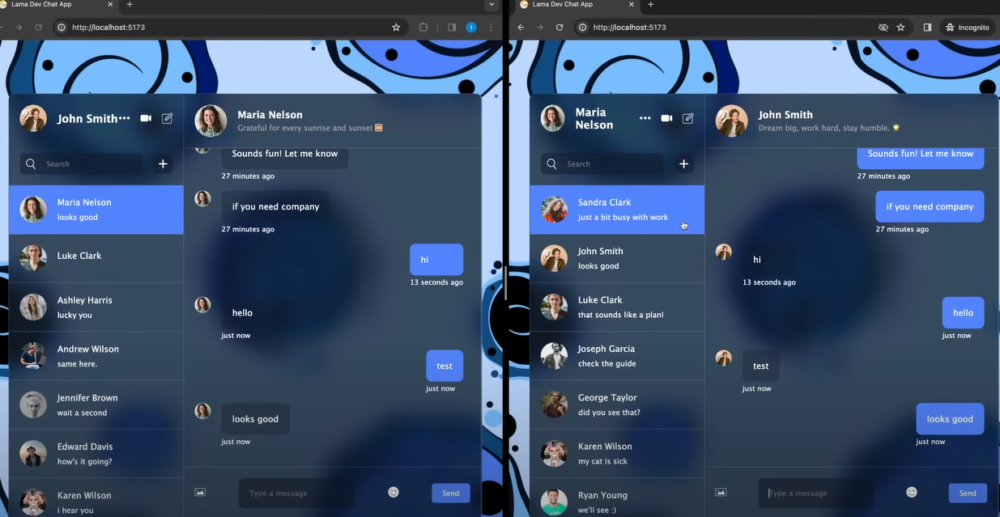 Lama Dev Chat App
http://localhost:5173
John Smith
Search
Maria Nelson
looks good
Luke Clark
Ashley Harris
lucky you
Andrew Wilson
same here.
Jennifer Brown
wait a second
Edward Davis
how's it going?
Karen Wilson
i hear you
Maria Nelson
Grateful for every sunrise and sunset
Sounds fun! Let me know
27 minutes ago
if you need company
27 minutes ago
hi
13 seconds ago
hello
just now
test
just now
looks good
just now
Type a message
Send
Lama Dev Chat App
http://localhost:5173
Incognito
Maria
Nelson
Search
Sandra Clark
just a bit busy with work
John Smith
looks good
Luke Clark
that sounds like a plan!
Joseph Garcia
check the guide
George Taylor
did you see that?
Karen Wilson
my cat is sick
Ryan Young
we'll see :)
John Smith
Dream big, work hard, stay humble.
Sounds fun! Let me know
27 minutes ago
if you need company
27 minutes ago
hi
13 seconds ago
hello
just now
test
just now
looks good
just now
Type a message
Send